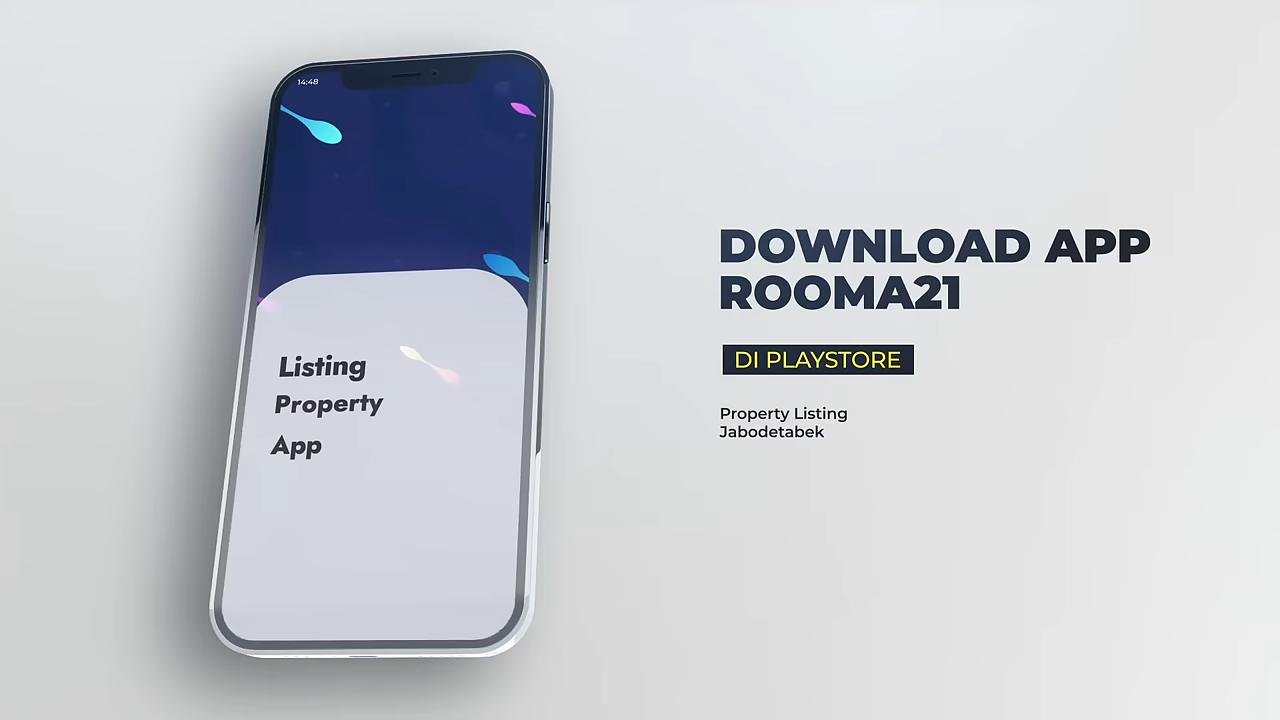 14:48
Listing
Property
App
DOWNLOAD APP
ROOMA21
DI PLAYSTORE
Property Listing
Jabodetabek